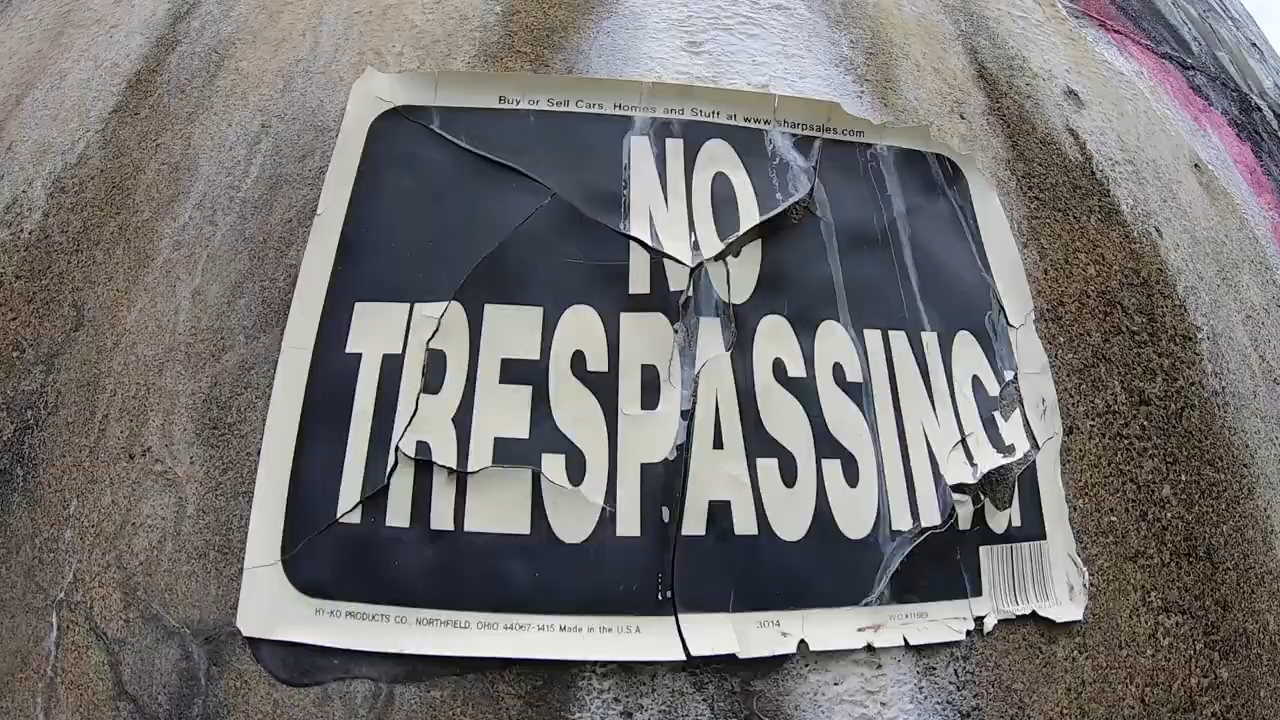 Buy or Sell Cars, Homes and Stuff at www.sharpsales.com
NO
TRESPASSING
HY-KO PRODUCTS CO., NORTHFIELD, OHIO 44067-1415 Made in the U.S.A.
3014
W.O.#11689